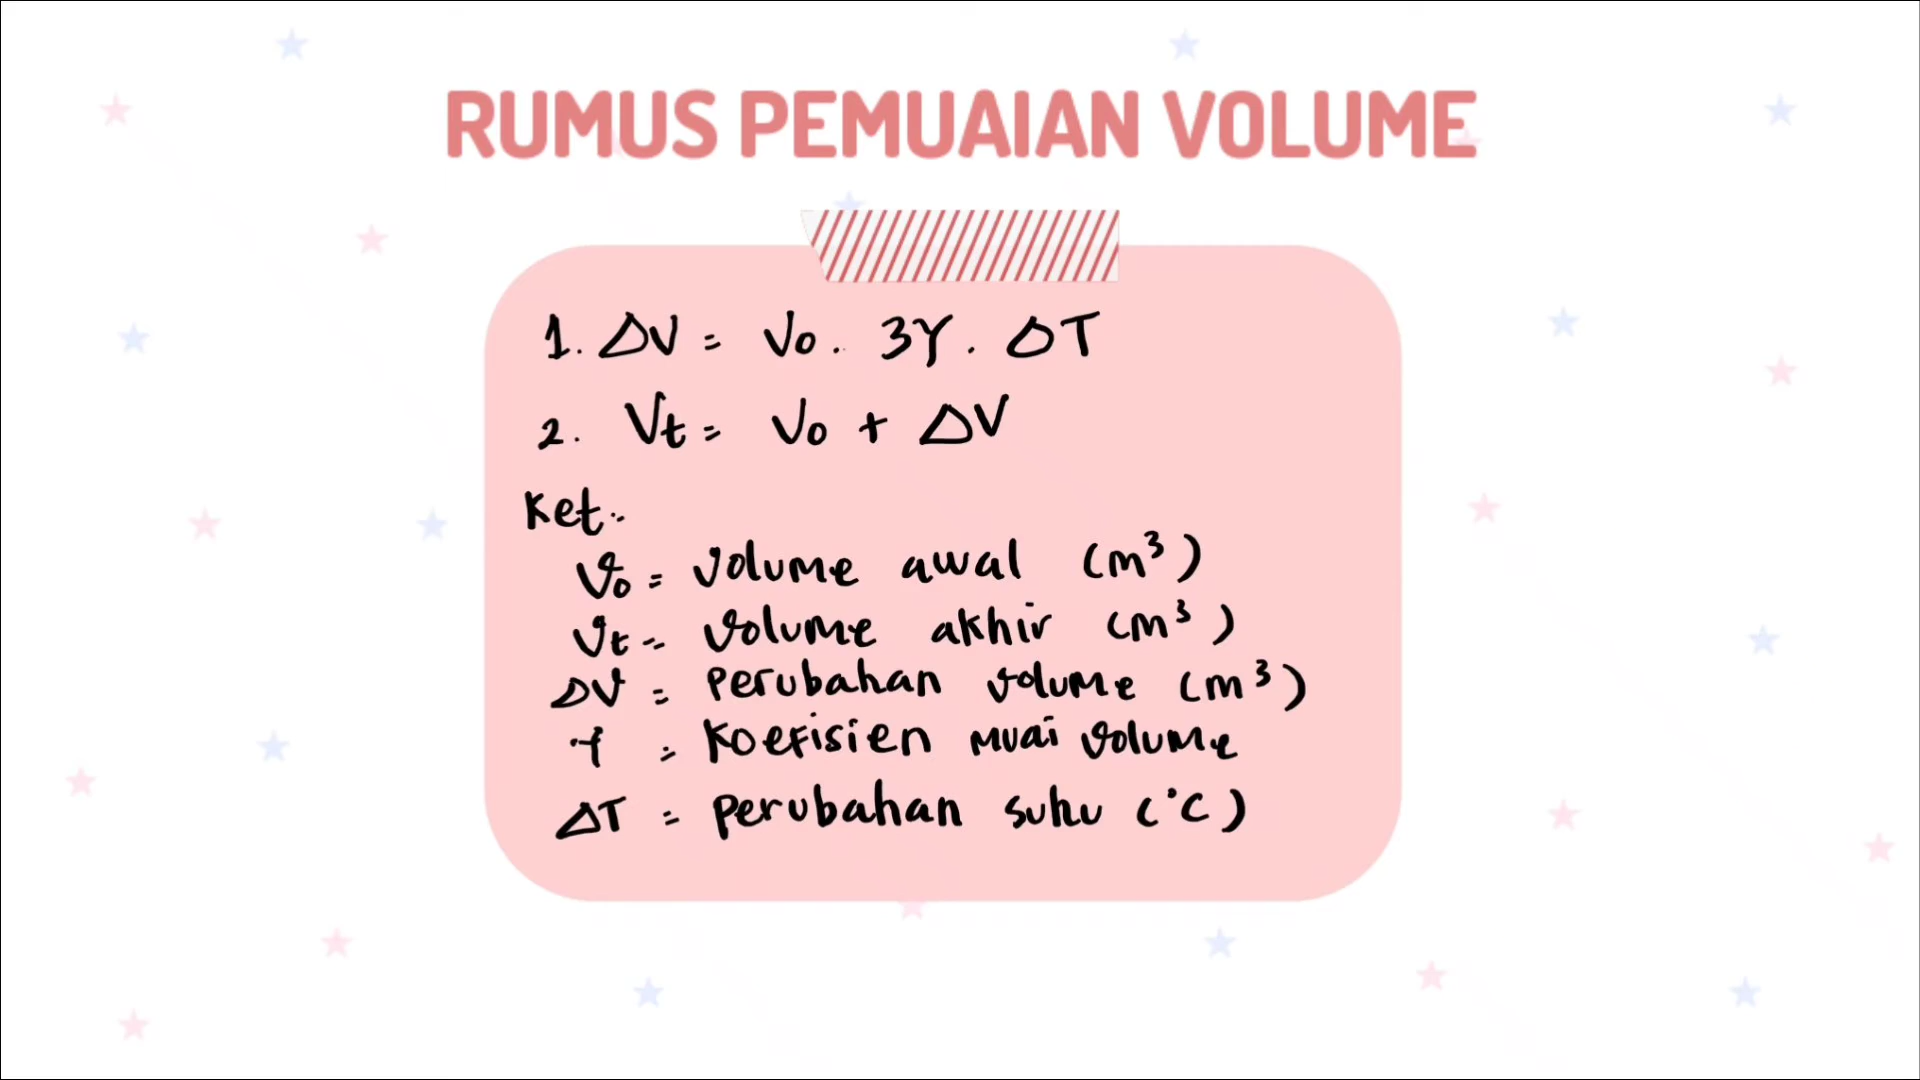 RUMUS PEMUAIAN VOLUME
1. ΔV = Vo . 3γ . ΔT
2. Vt = Vo + ΔV
Ket :
Vo = Volume awal (m³)
Vt = Volume akhir (m³)
ΔV = Perubahan volume (m³)
γ = Koefisien muai volume
ΔT = Perubahan suhu (°C)